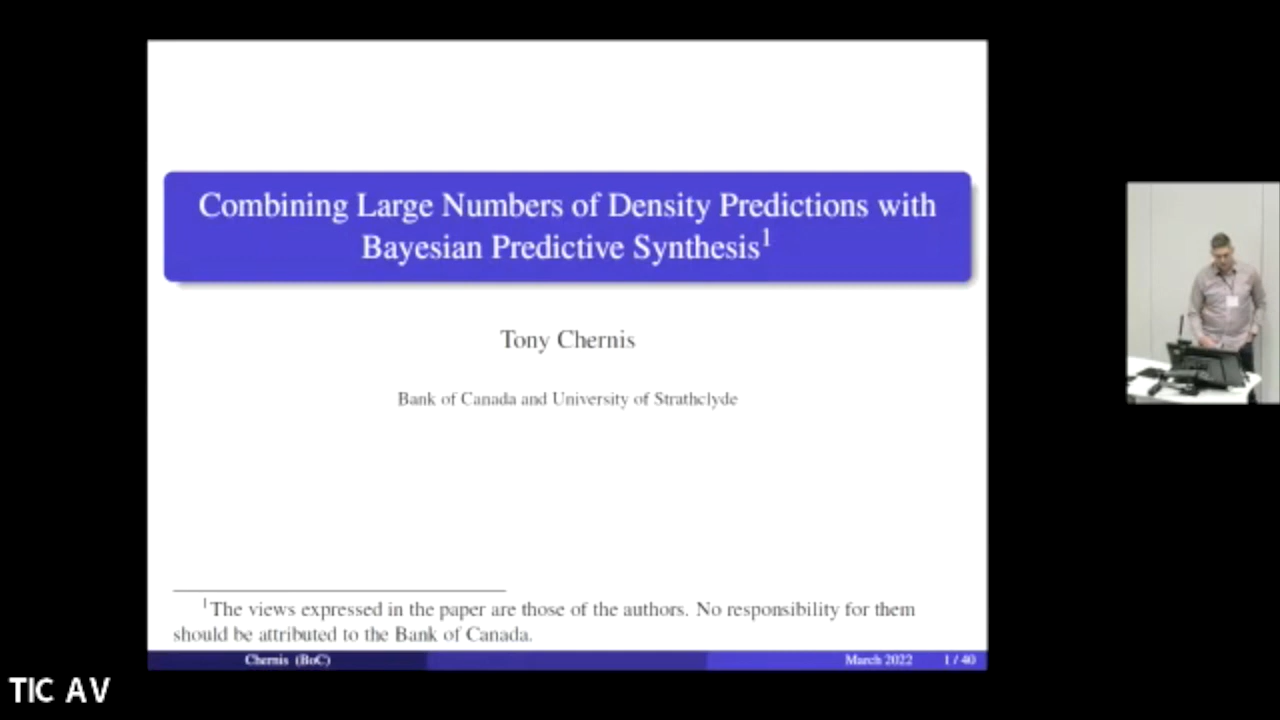 Combining Large Numbers of Density Predictions with
Bayesian Predictive Synthesis¹
Tony Chernis
Bank of Canada and University of Strathclyde
¹The views expressed in the paper are those of the authors. No responsibility for them
should be attributed to the Bank of Canada.
Chernis (BoC) March 2022 1 / 40
TIC AV